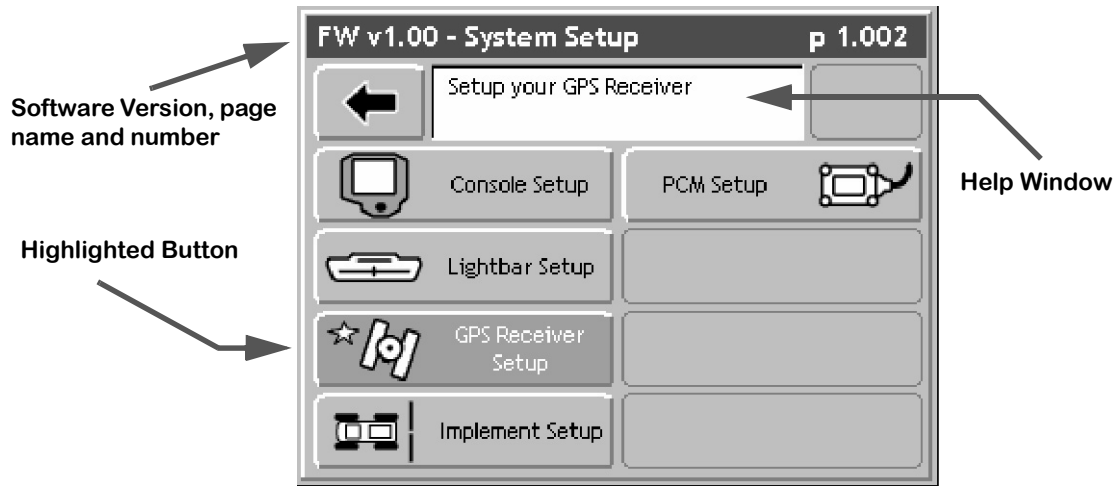 FW v1.00 - System Setup p 1.002
Software Version, page
name and number
Setup your GPS Receiver
Help Window
Console Setup
PCM Setup
Highlighted Button
Lightbar Setup
GPS Receiver
Setup
Implement Setup